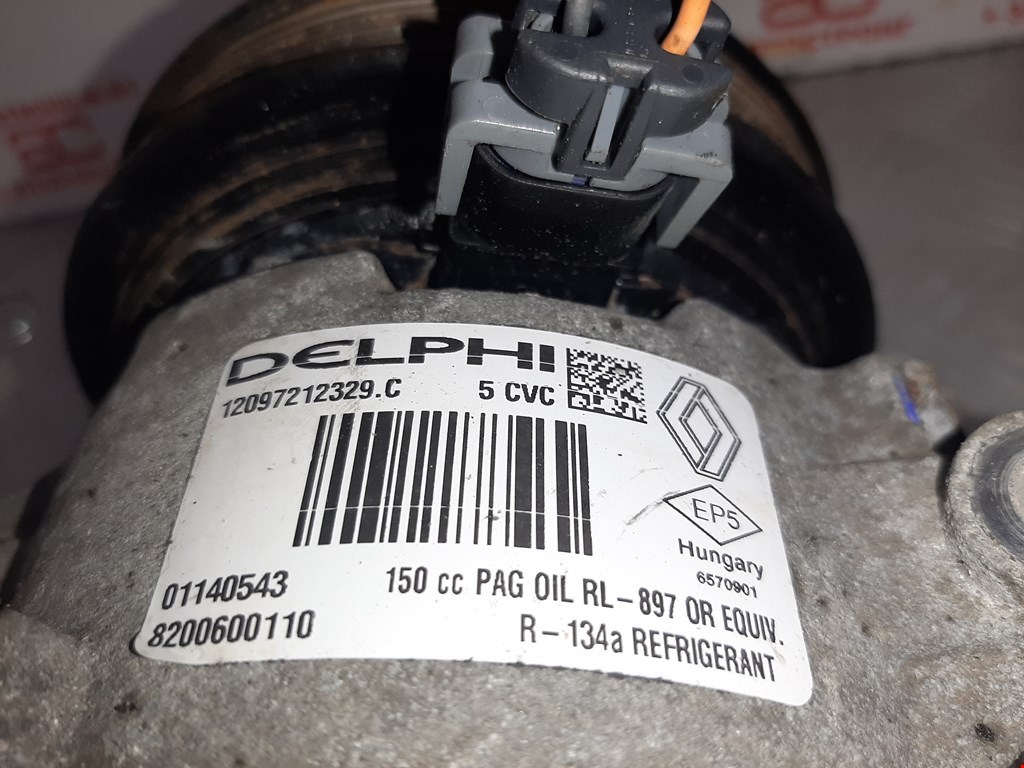 DELPHI
12097212329.C 5 CVC
EP5
Hungary
6570901
01140543 150 cc PAG OIL RL-897 OR EQUIV.
8200600110 R-134a REFRIGERANT